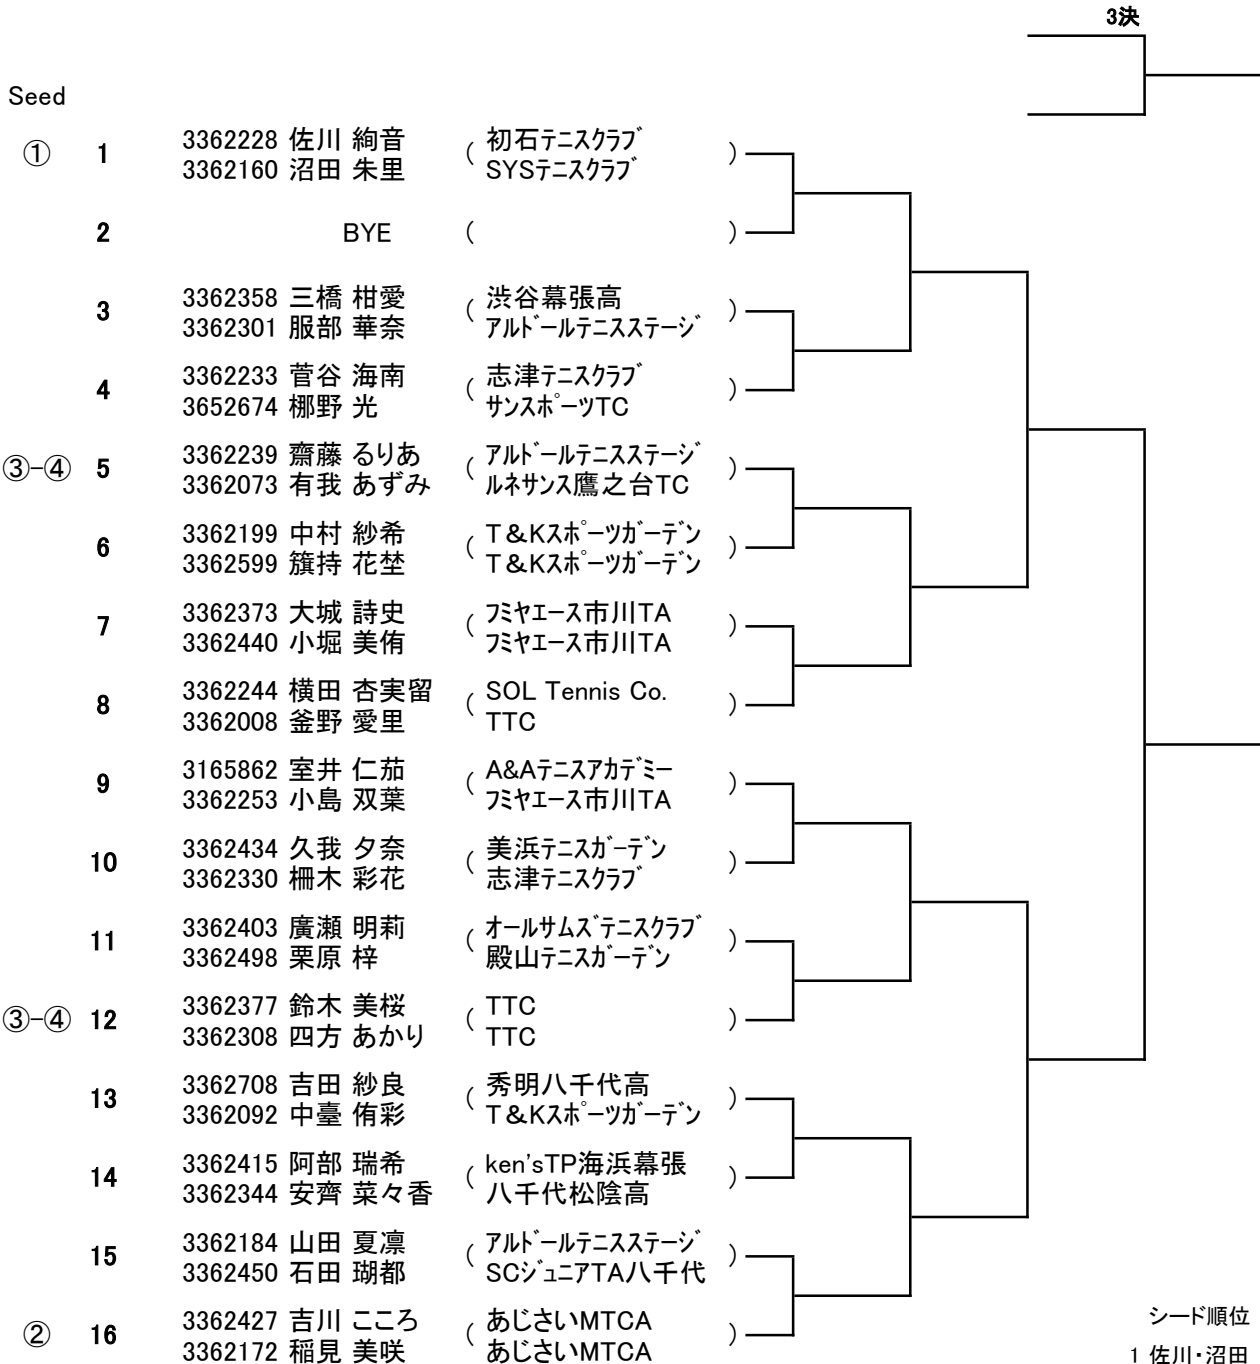 3決
Seed
① 1 3362228 佐川 絢音 ( 初石テニスクラブ )
3362160 沼田 朱里 SYSテニスクラブ
2 BYE ( )
3 3362358 三橋 柑愛 ( 渋谷幕張高 )
3362301 服部 華奈 アルドールテニスステージ
4 3362233 菅谷 海南 ( 志津テニスクラブ )
3652674 梛野 光 サンスポーツTC
③-④ 5 3362239 齋藤 るりあ ( アルドールテニスステージ )
3362073 有我 あずみ ルネサンス鷹之台TC
6 3362199 中村 紗希 ( T&Kスポーツガーデン )
3362599 籏持 花埜 T&Kスポーツガーデン
7 3362373 大城 詩史 ( フミヤエース市川TA )
3362440 小堀 美侑 フミヤエース市川TA
8 3362244 横田 杏実留 ( SOL Tennis Co. )
3362008 釜野 愛里 TTC
9 3165862 室井 仁茄 ( A&Aテニスアカデミー )
3362253 小島 双葉 フミヤエース市川TA
10 3362434 久我 夕奈 ( 美浜テニスガーデン )
3362330 柵木 彩花 志津テニスクラブ
11 3362403 廣瀬 明莉 ( オールサムズテニスクラブ )
3362498 栗原 梓 殿山テニスガーデン
③-④ 12 3362377 鈴木 美桜 ( TTC )
3362308 四方 あかり TTC
13 3362708 吉田 紗良 ( 秀明八千代高 )
3362092 中臺 侑彩 T&Kスポーツガーデン
14 3362415 阿部 瑞希 ( ken'sTP海浜幕張 )
3362344 安齊 菜々香 八千代松陰高
15 3362184 山田 夏凛 ( アルドールテニスステージ )
3362450 石田 瑚都 SCジュニアTA八千代
② 16 3362427 吉川 こころ ( あじさいMTCA )
3362172 稲見 美咲 あじさいMTCA
シード順位
1 佐川・沼田